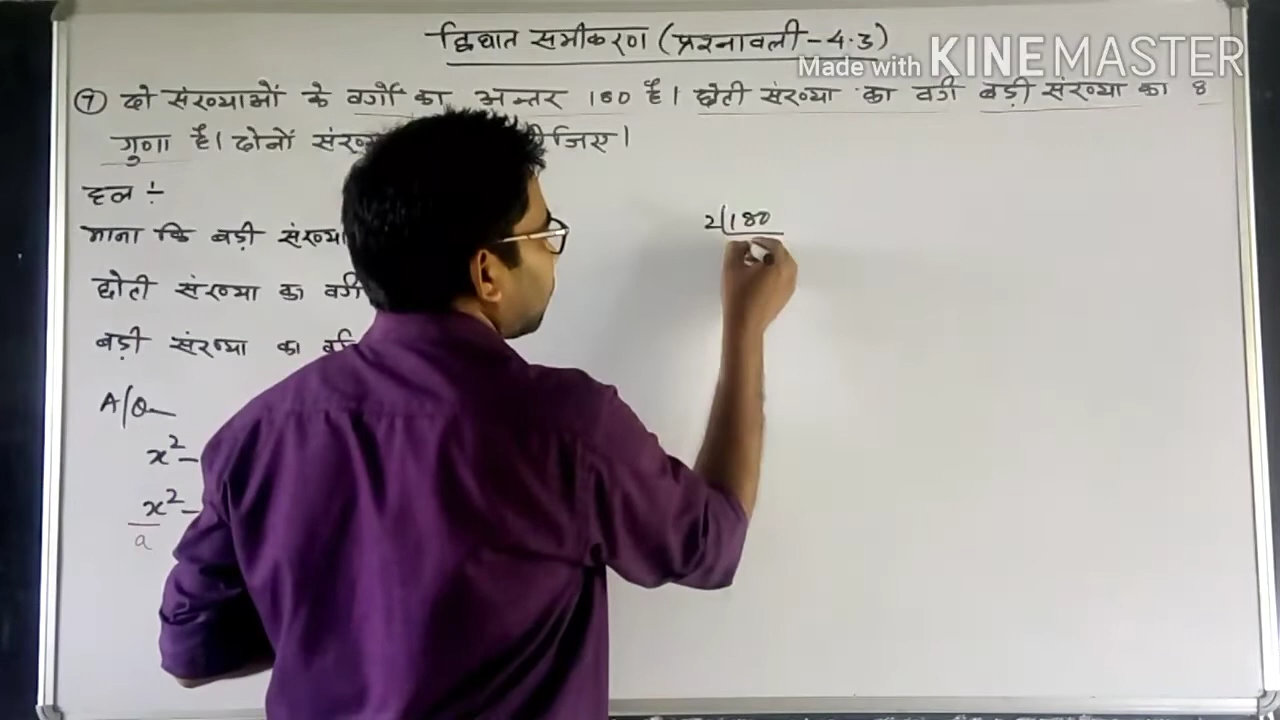 द्विघात समीकरण (प्रश्नावली - 4.3)
Made with KINEMASTER
7 दो संख्याओं के वर्गों का अन्तर 180 है। छोटी संख्या का वर्ग बड़ी संख्या का 8
गुणा है। दोनों जिए।
हल ÷
माना कि बड़ी संख्या
छोटी संख्या का वर्ग
बड़ी संख्या का
A/Q
x² -
x² -
a
2 180